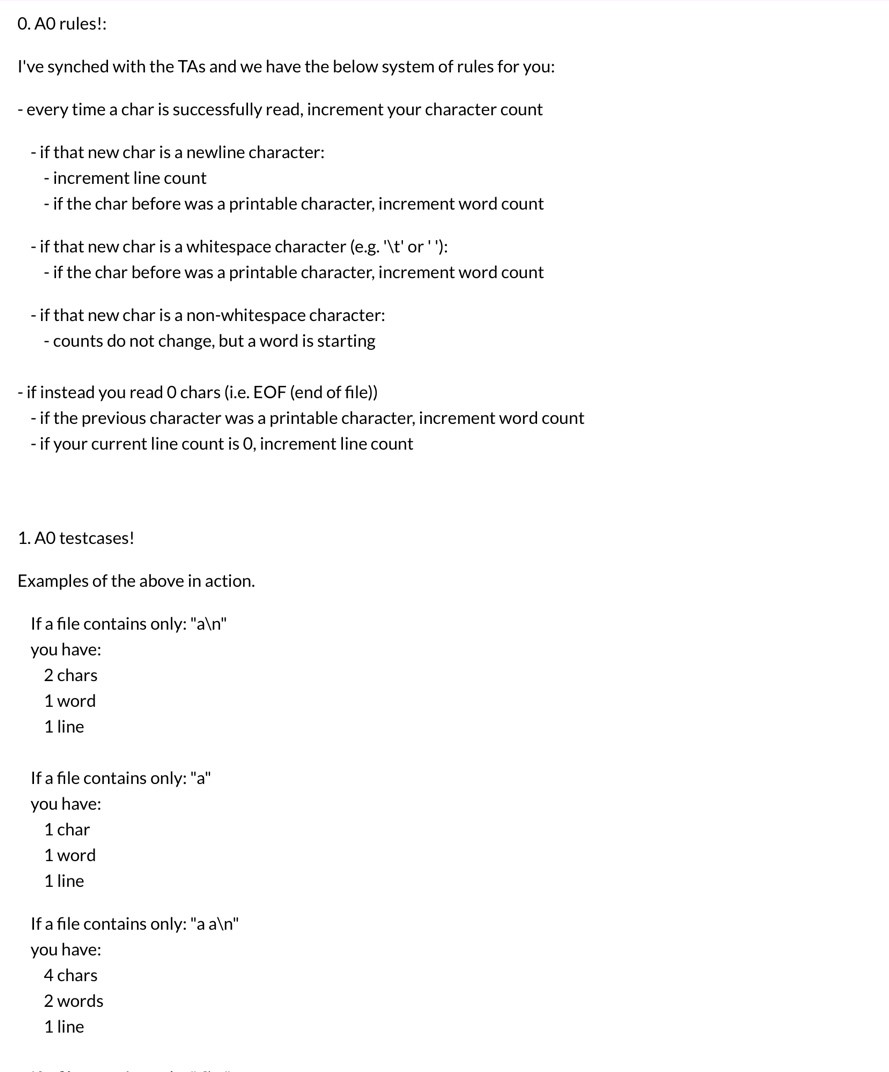 0. A0 rules!:
I've synched with the TAs and we have the below system of rules for you:
- every time a char is successfully read, increment your character count
- if that new char is a newline character:
- increment line count
- if the char before was a printable character, increment word count
- if that new char is a whitespace character (e.g. '\t' or ' '):
- if the char before was a printable character, increment word count
- if that new char is a non-whitespace character:
- counts do not change, but a word is starting
- if instead you read 0 chars (i.e. EOF (end of file))
- if the previous character was a printable character, increment word count
- if your current line count is 0, increment line count
1. A0 testcases!
Examples of the above in action.
If a file contains only: "a\n"
you have:
2 chars
1 word
1 line
If a file contains only: "a"
you have:
1 char
1 word
1 line
If a file contains only: "a a\n"
you have:
4 chars
2 words
1 line